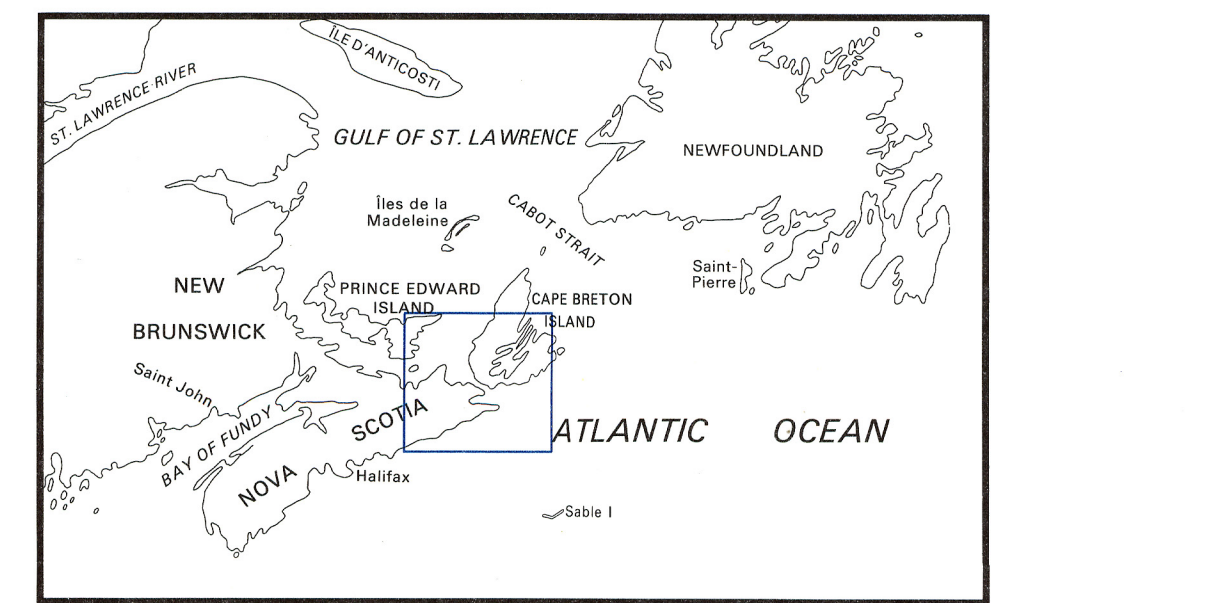 ÎLE D'ANTICOSTI
ST. LAWRENCE RIVER
GULF OF ST. LAWRENCE
NEWFOUNDLAND
Îles de la
Madeleine
CABOT STRAIT
Saint-
Pierre
NEW
BRUNSWICK
PRINCE EDWARD
ISLAND
CAPE BRETON
ISLAND
Saint John
BAY OF FUNDY
NOVA
SCOTIA
Halifax
ATLANTIC OCEAN
Sable I